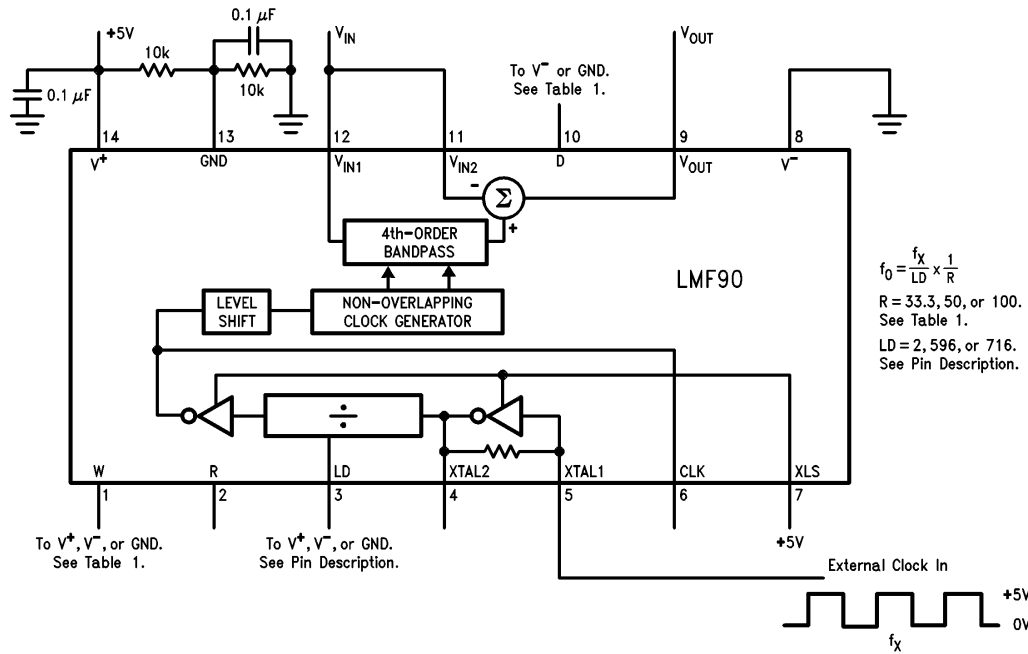 +5V
0.1 µF
10k
0.1 µF
10k
V_IN
To V⁻ or GND.
See Table 1.
V_OUT
14
13
12
11
10
9
8
V⁺
GND
V_IN1
V_IN2
D
V_OUT
V⁻
-
Σ
+
4th-ORDER
BANDPASS
LMF90
LEVEL
SHIFT
NON-OVERLAPPING
CLOCK GENERATOR
f₀ = f_X/LD × 1/R
R = 33.3, 50, or 100.
See Table 1.
LD = 2, 596, or 716.
See Pin Description.
÷
W
R
LD
XTAL2
XTAL1
CLK
XLS
1
2
3
4
5
6
7
To V⁺, V⁻, or GND.
See Table 1.
To V⁺, V⁻, or GND.
See Pin Description.
+5V
External Clock In
+5V
0V
f_X